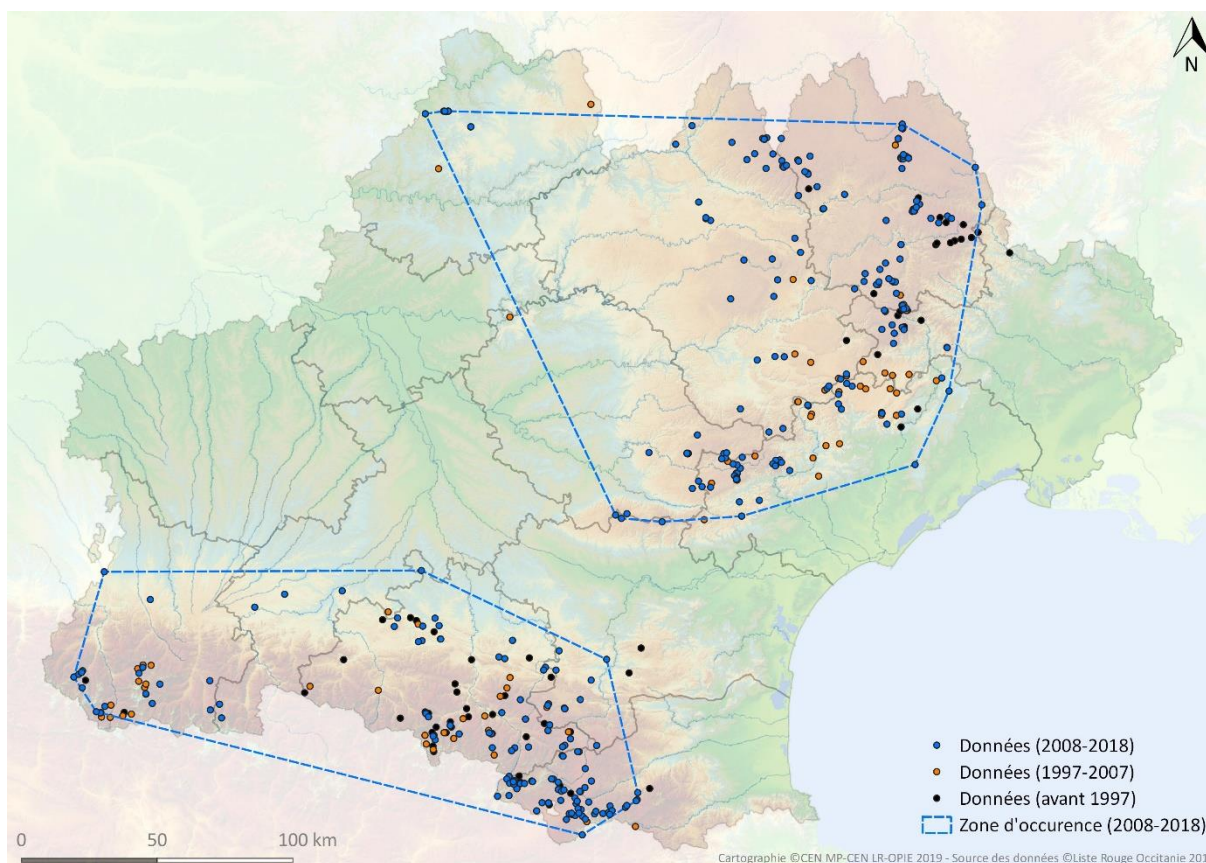 N
Données (2008-2018)
Données (1997-2007)
Données (avant 1997)
Zone d'occurence (2008-2018)
0 50 100 km
Cartographie ©CEN MP-CEN LR-OPIE 2019 - Source des données ©Liste Rouge Occitanie 201